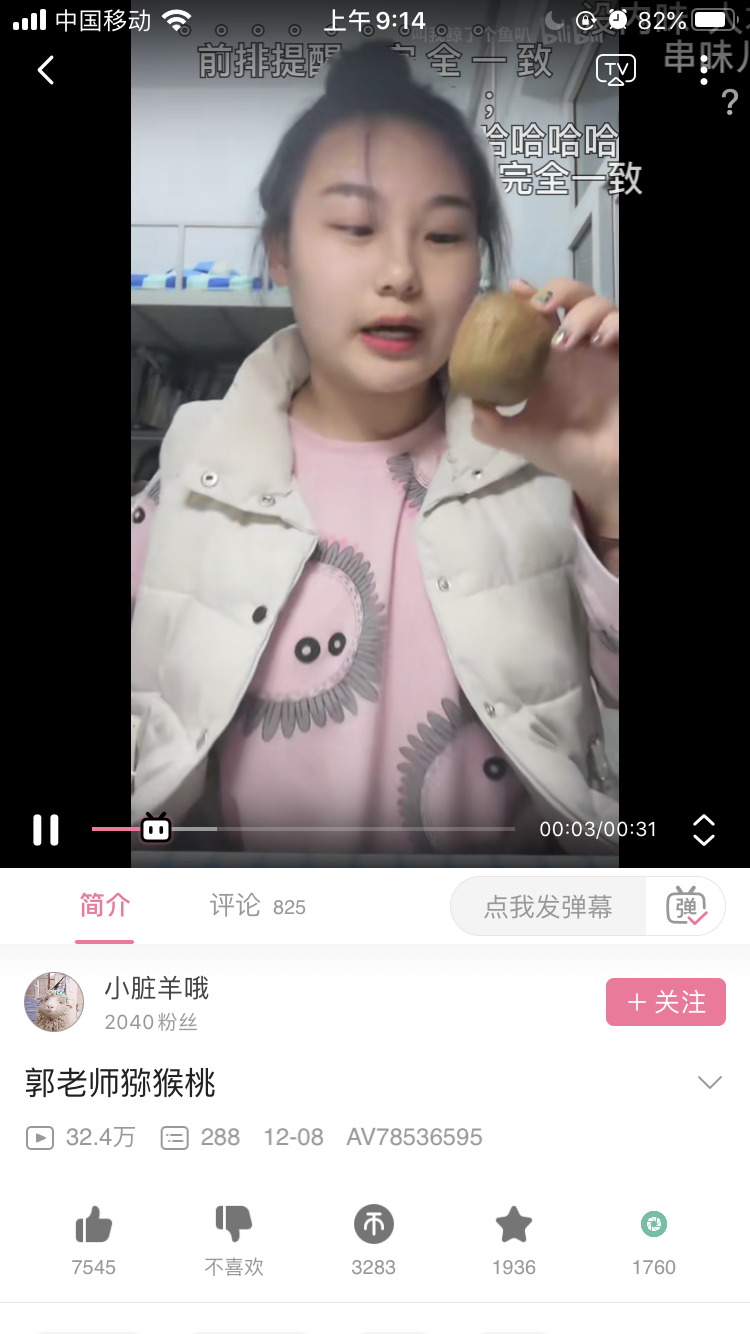 中国移动 上午9:14 82%
前排提醒 完全一致
哈哈哈哈
完全一致
串味儿
?
TV
00:03/00:31
简介 评论 825 点我发弹幕 弹
小脏羊哦
2040粉丝
+ 关注
郭老师猕猴桃
32.4万 288 12-08 AV78536595
7545 不喜欢 3283 1936 1760